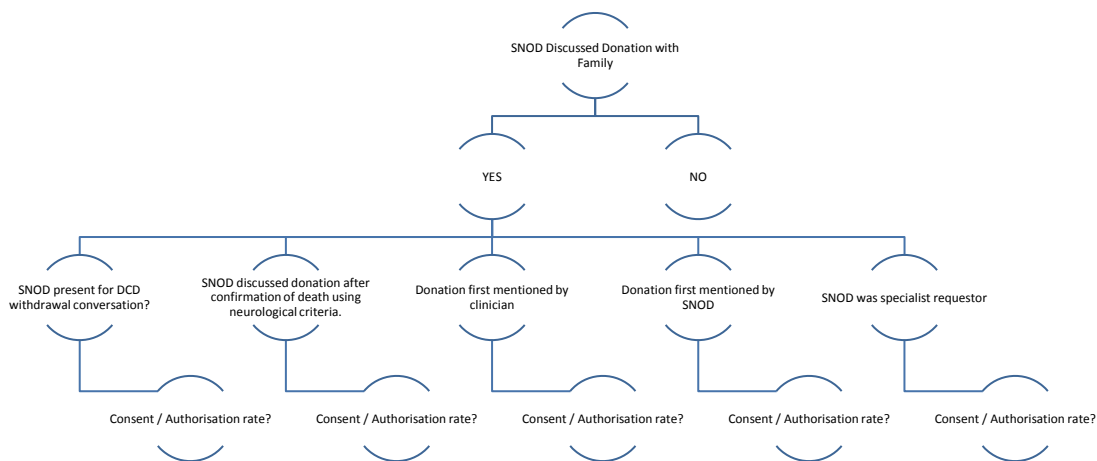 SNOD Discussed Donation with
Family
YES
NO
SNOD present for DCD
withdrawal conversation?
SNOD discussed donation after
confirmation of death using
neurological criteria.
Donation first mentioned by
clinician
Donation first mentioned by
SNOD
SNOD was specialist requestor
Consent / Authorisation rate?
Consent / Authorisation rate?
Consent / Authorisation rate?
Consent / Authorisation rate?
Consent / Authorisation rate?